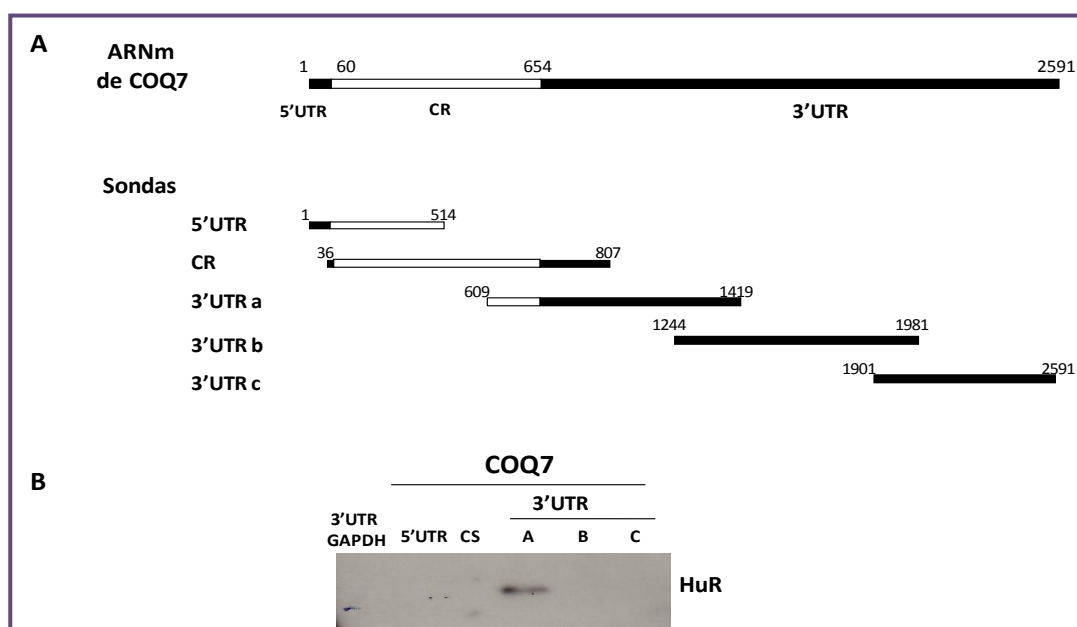 A
ARNm
de COQ7
1 60 654 2591
5'UTR CR 3'UTR
Sondas
5'UTR 1 514
CR 36 807
3'UTR a 609 1419
3'UTR b 1244 1981
3'UTR c 1901 2591
B
COQ7
3'UTR
3'UTR
GAPDH 5'UTR CS A B C
HuR